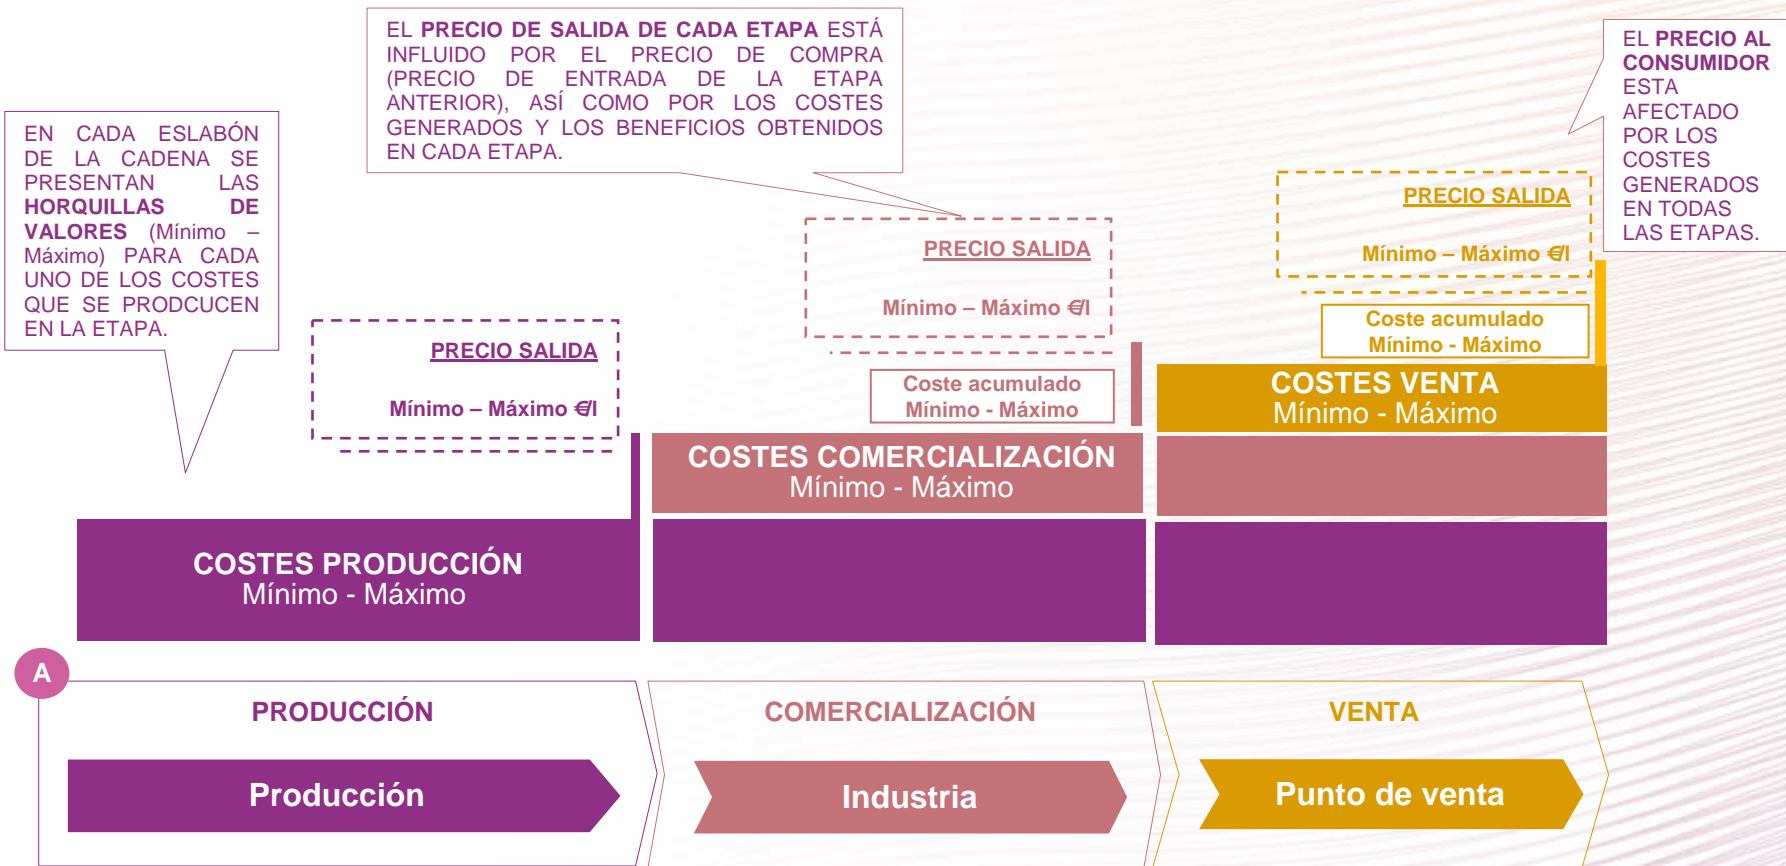 EL PRECIO DE SALIDA DE CADA ETAPA ESTÁ
INFLUIDO POR EL PRECIO DE COMPRA
(PRECIO DE ENTRADA DE LA ETAPA
ANTERIOR), ASÍ COMO POR LOS COSTES
GENERADOS Y LOS BENEFICIOS OBTENIDOS
EN CADA ETAPA.
EL PRECIO AL
CONSUMIDOR
ESTA
AFECTADO
POR LOS
COSTES
GENERADOS
EN TODAS
LAS ETAPAS.
EN CADA ESLABÓN
DE LA CADENA SE
PRESENTAN LAS
HORQUILLAS DE
VALORES (Mínimo –
Máximo) PARA CADA
UNO DE LOS COSTES
QUE SE PRODCUCEN
EN LA ETAPA.
PRECIO SALIDA
Mínimo – Máximo €/l
PRECIO SALIDA
Mínimo – Máximo €/l
PRECIO SALIDA
Mínimo – Máximo €/l
Coste acumulado
Mínimo - Máximo
Coste acumulado
Mínimo - Máximo
COSTES VENTA
Mínimo - Máximo
COSTES COMERCIALIZACIÓN
Mínimo - Máximo
COSTES PRODUCCIÓN
Mínimo - Máximo
A
PRODUCCIÓN
COMERCIALIZACIÓN
VENTA
Producción
Industria
Punto de venta